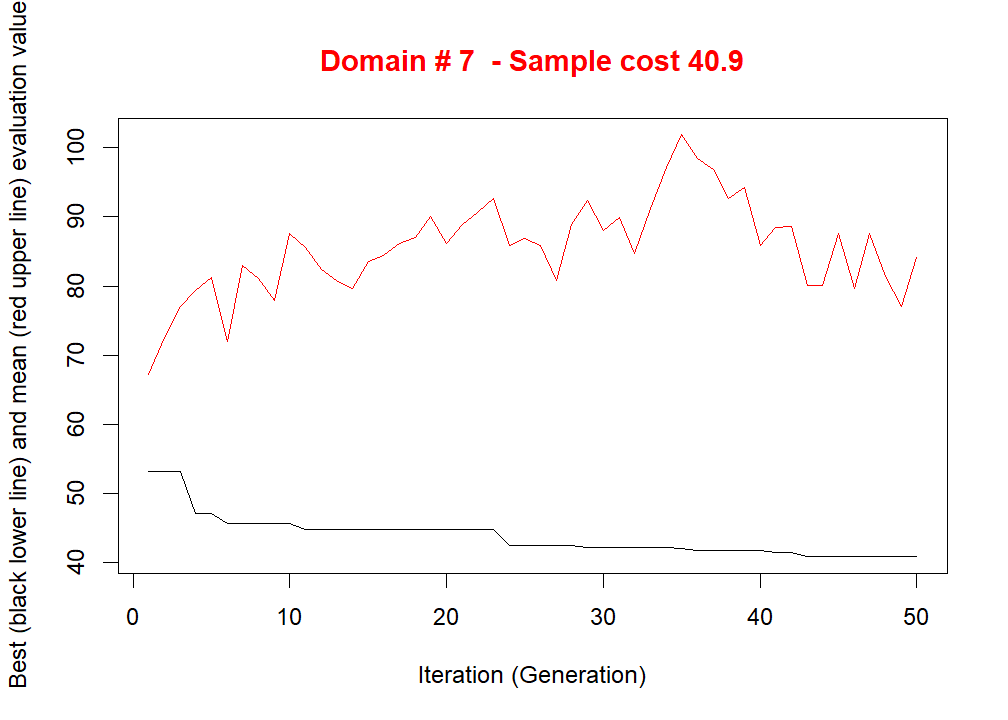 Domain # 7  - Sample cost 40.9
Best (black lower line) and mean (red upper line) evaluation value
100
90
80
70
60
50
40
0 10 20 30 40 50
Iteration (Generation)